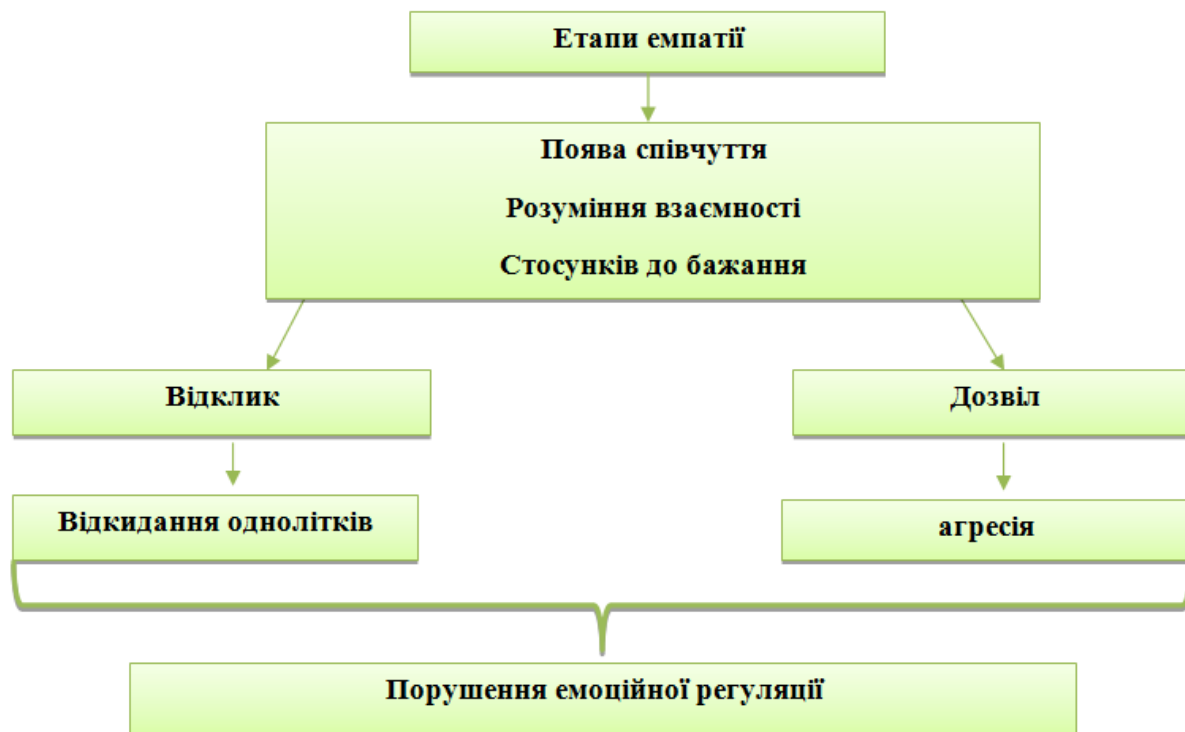 Етапи емпатії
Поява співчуття
Розуміння взаємності
Стосунків до бажання
Відклик
Дозвіл
Відкидання однолітків
агресія
Порушення емоційної регуляції